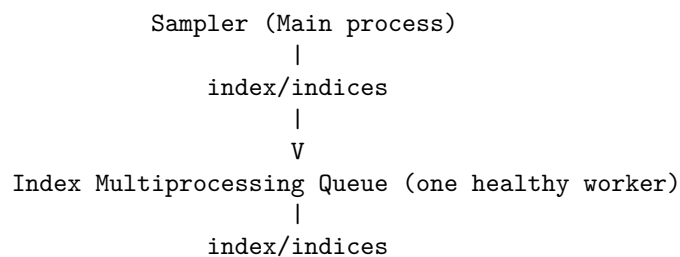 Sampler (Main process)
|
index/indices
|
V
Index Multiprocessing Queue (one healthy worker)
|
index/indices